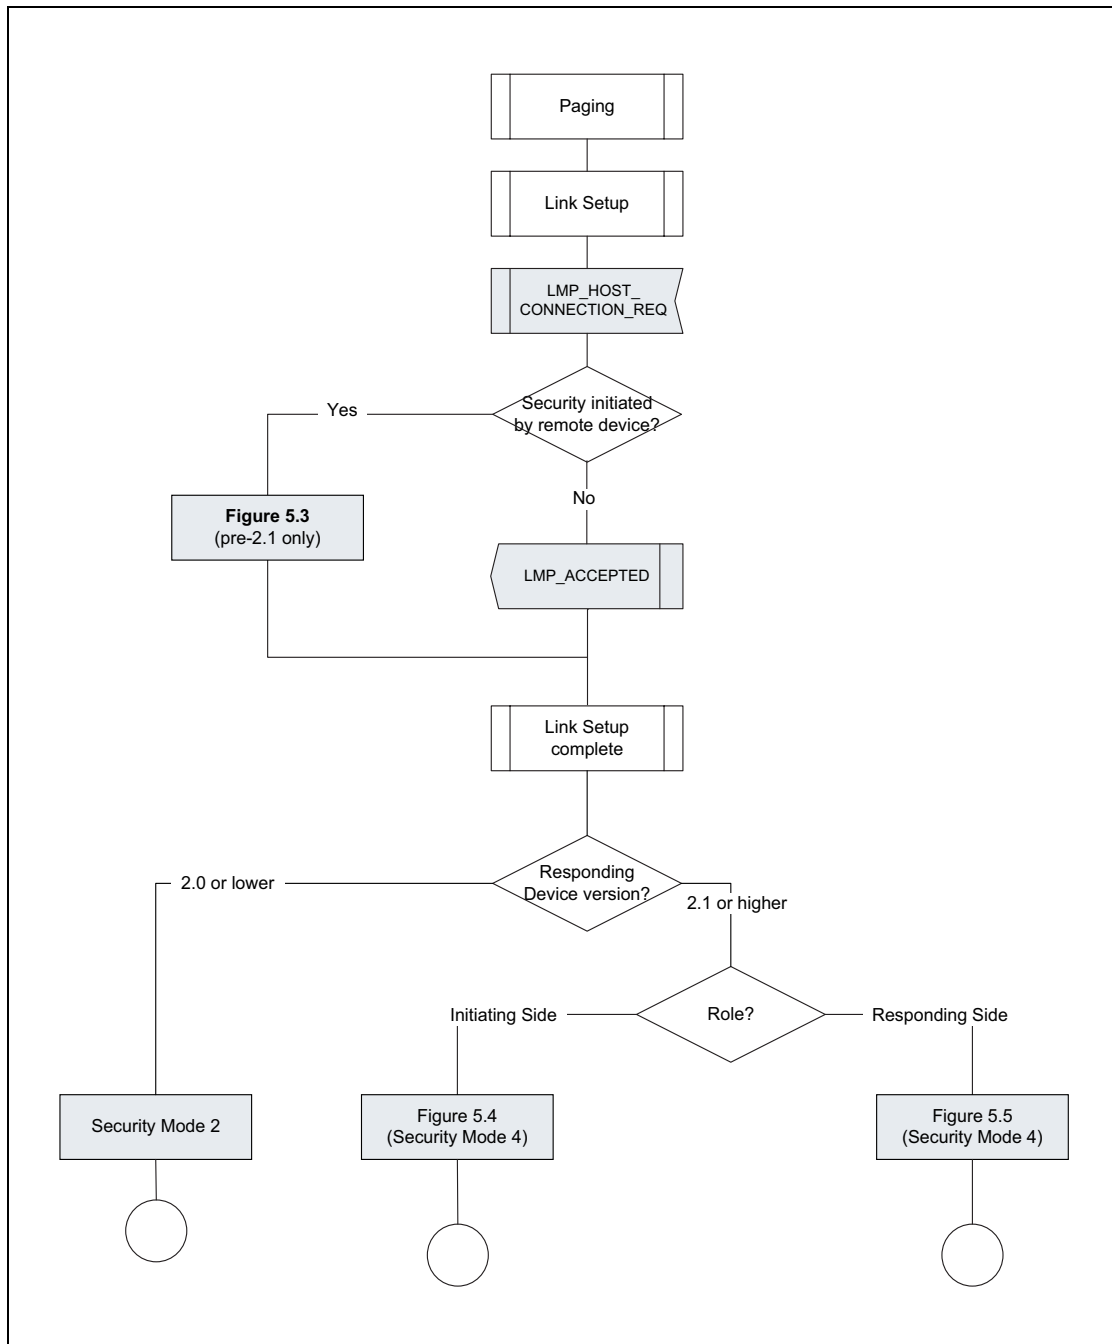 Paging
Link Setup
LMP_HOST_
CONNECTION_REQ
Security initiated
by remote device?
Yes
No
Figure 5.3
(pre-2.1 only)
LMP_ACCEPTED
Link Setup
complete
Responding
Device version?
2.0 or lower
2.1 or higher
Role?
Initiating Side
Responding Side
Security Mode 2
Figure 5.4
(Security Mode 4)
Figure 5.5
(Security Mode 4)